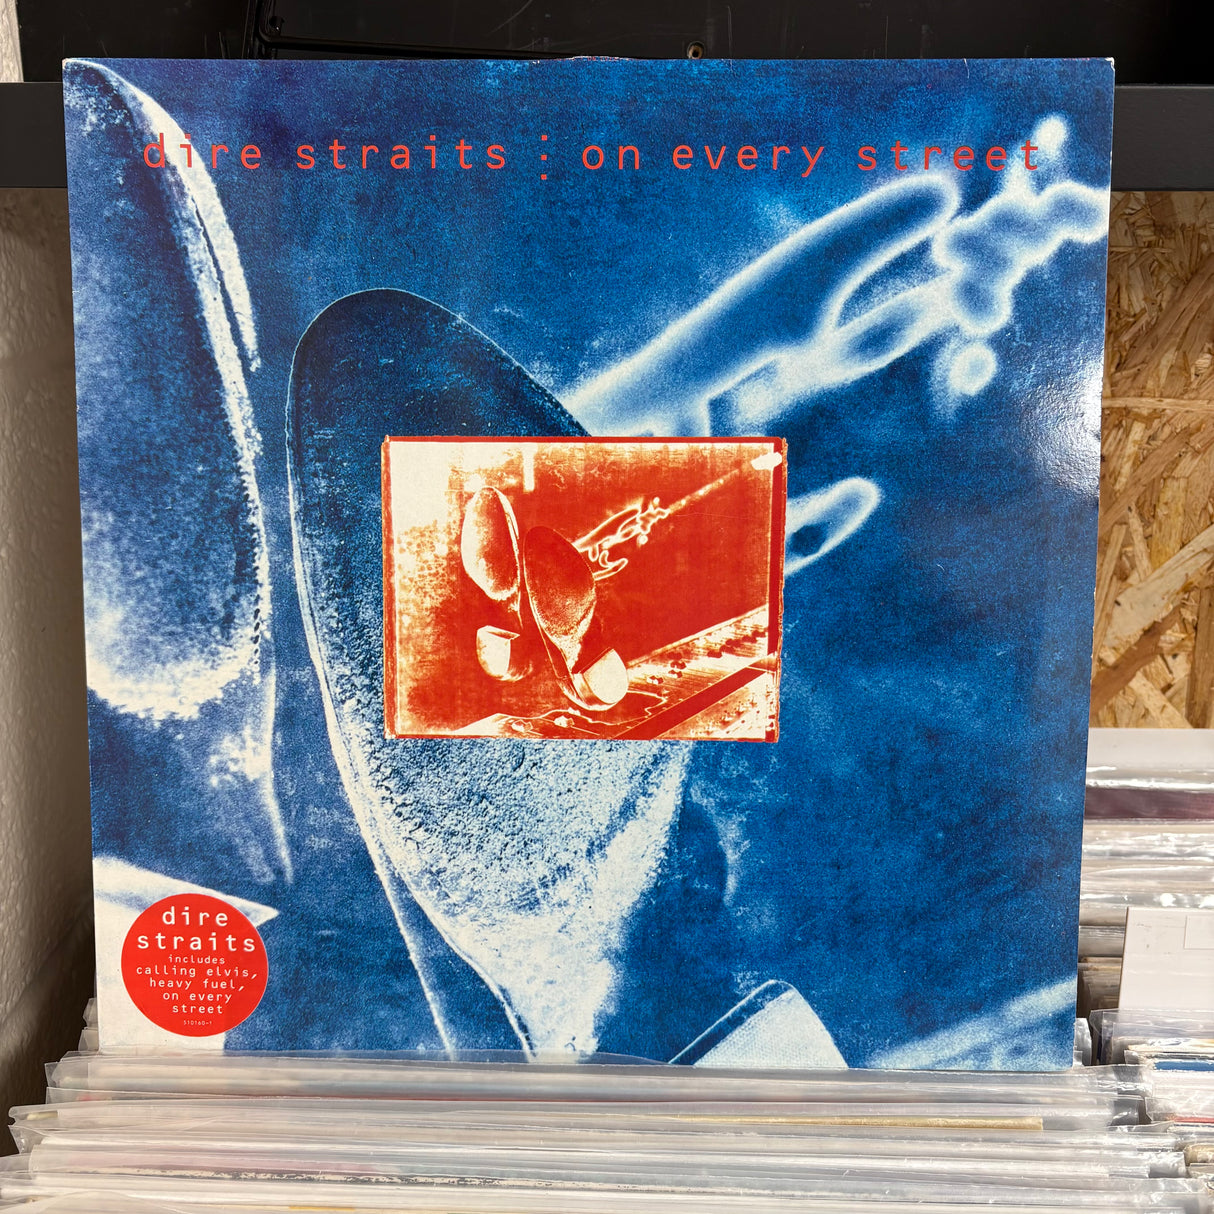 dire straits : on every street
dire
straits
includes
calling elvis,
heavy fuel,
on every
street
510160-1